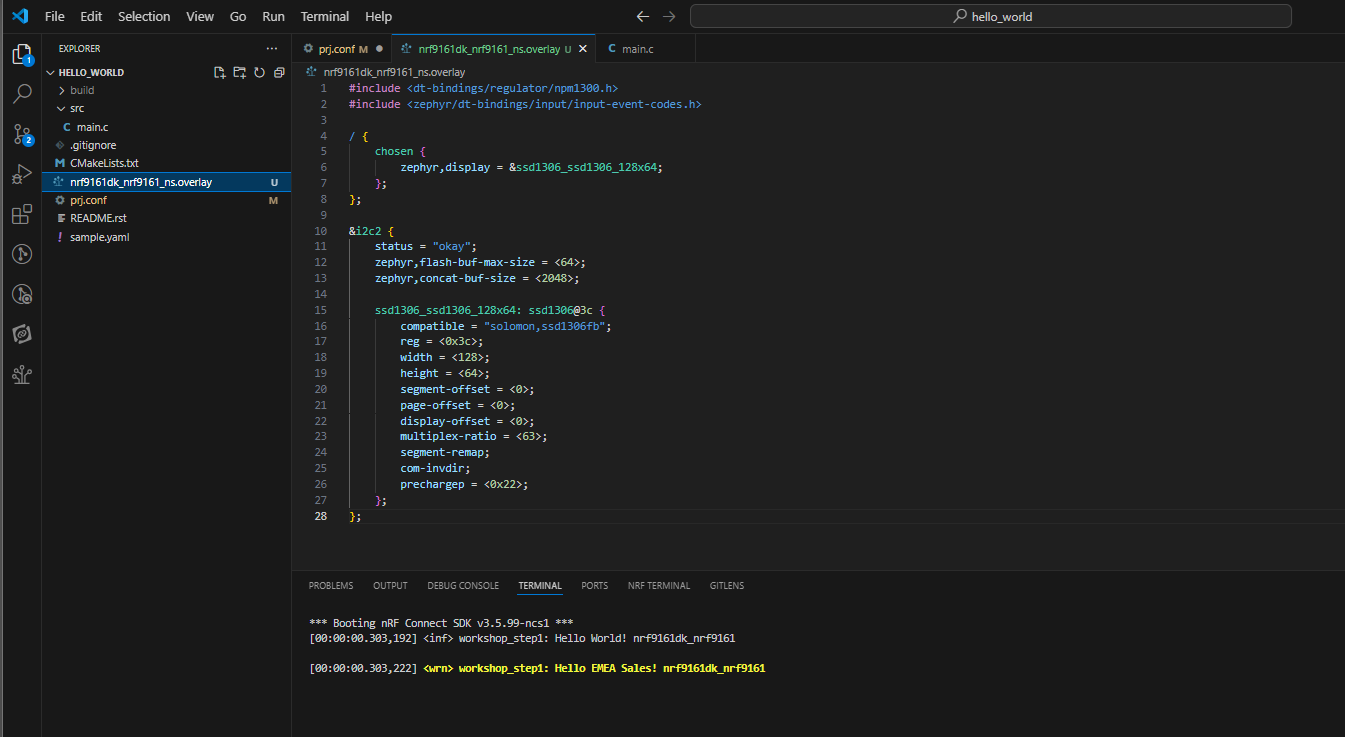 File Edit Selection View Go Run Terminal Help
hello_world
EXPLORER
HELLO_WORLD
build
src
C main.c
.gitignore
M CMakeLists.txt
nrf9161dk_nrf9161_ns.overlay U
prj.conf M
README.rst
! sample.yaml
1
2
prj.conf M
nrf9161dk_nrf9161_ns.overlay U
C main.c
nrf9161dk_nrf9161_ns.overlay
1 #include <dt-bindings/regulator/npm1300.h>
2 #include <zephyr/dt-bindings/input/input-event-codes.h>
3
4 / {
5 chosen {
6 zephyr,display = &ssd1306_ssd1306_128x64;
7 };
8 };
9
10 &i2c2 {
11 status = "okay";
12 zephyr,flash-buf-max-size = <64>;
13 zephyr,concat-buf-size = <2048>;
14
15 ssd1306_ssd1306_128x64: ssd1306@3c {
16 compatible = "solomon,ssd1306fb";
17 reg = <0x3c>;
18 width = <128>;
19 height = <64>;
20 segment-offset = <0>;
21 page-offset = <0>;
22 display-offset = <0>;
23 multiplex-ratio = <63>;
24 segment-remap;
25 com-invdir;
26 prechargep = <0x22>;
27 };
28 };
PROBLEMS OUTPUT DEBUG CONSOLE TERMINAL PORTS NRF TERMINAL GITLENS
*** Booting nRF Connect SDK v3.5.99-ncs1 ***
[00:00:00.303,192] <inf> workshop_step1: Hello World! nrf9161dk_nrf9161
[00:00:00.303,222] <wrn> workshop_step1: Hello EMEA Sales! nrf9161dk_nrf9161